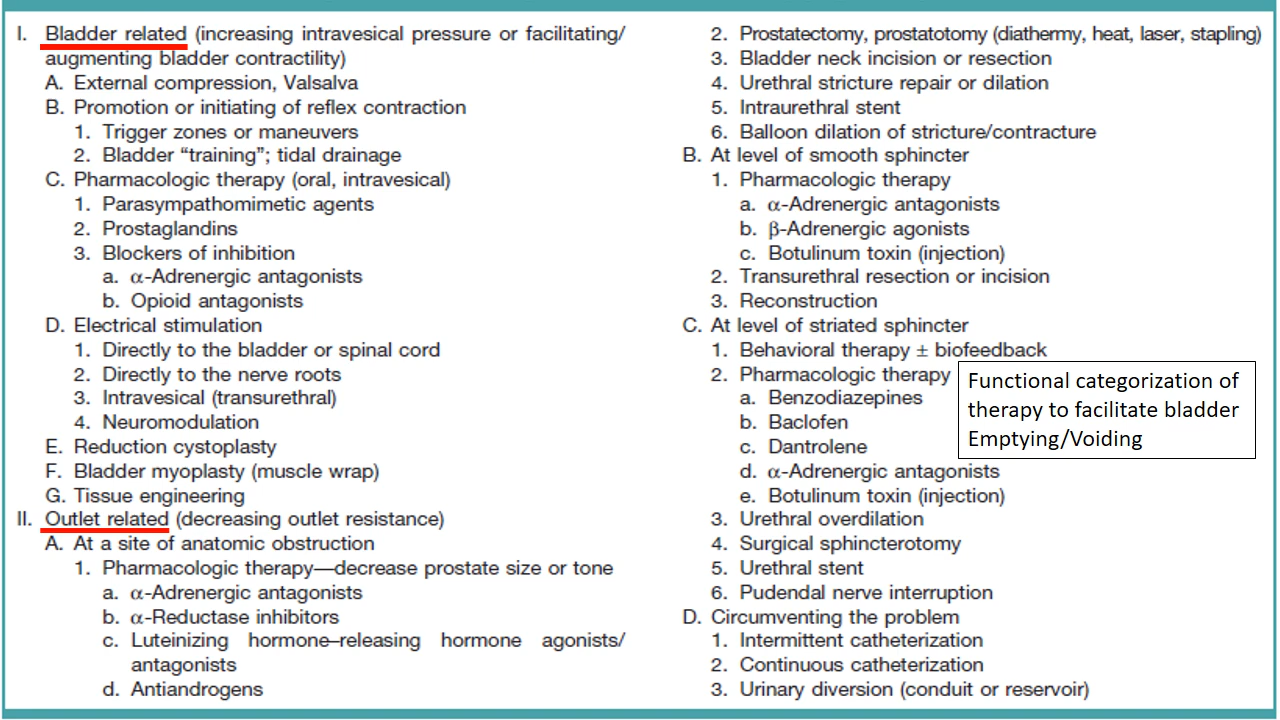 I. Bladder related (increasing intravesical pressure or facilitating/
augmenting bladder contractility)
A. External compression, Valsalva
B. Promotion or initiating of reflex contraction
1. Trigger zones or maneuvers
2. Bladder “training”; tidal drainage
C. Pharmacologic therapy (oral, intravesical)
1. Parasympathomimetic agents
2. Prostaglandins
3. Blockers of inhibition
a. α-Adrenergic antagonists
b. Opioid antagonists
D. Electrical stimulation
1. Directly to the bladder or spinal cord
2. Directly to the nerve roots
3. Intravesical (transurethral)
4. Neuromodulation
E. Reduction cystoplasty
F. Bladder myoplasty (muscle wrap)
G. Tissue engineering
II. Outlet related (decreasing outlet resistance)
A. At a site of anatomic obstruction
1. Pharmacologic therapy—decrease prostate size or tone
a. α-Adrenergic antagonists
b. α-Reductase inhibitors
c. Luteinizing hormone–releasing hormone agonists/
antagonists
d. Antiandrogens
2. Prostatectomy, prostatotomy (diathermy, heat, laser, stapling)
3. Bladder neck incision or resection
4. Urethral stricture repair or dilation
5. Intraurethral stent
6. Balloon dilation of stricture/contracture
B. At level of smooth sphincter
1. Pharmacologic therapy
a. α-Adrenergic antagonists
b. β-Adrenergic agonists
c. Botulinum toxin (injection)
2. Transurethral resection or incision
3. Reconstruction
C. At level of striated sphincter
1. Behavioral therapy ± biofeedback
2. Pharmacologic therapy
a. Benzodiazepines
b. Baclofen
c. Dantrolene
d. α-Adrenergic antagonists
e. Botulinum toxin (injection)
3. Urethral overdilation
4. Surgical sphincterotomy
5. Urethral stent
6. Pudendal nerve interruption
D. Circumventing the problem
1. Intermittent catheterization
2. Continuous catheterization
3. Urinary diversion (conduit or reservoir)
Functional categorization of
therapy to facilitate bladder
Emptying/Voiding